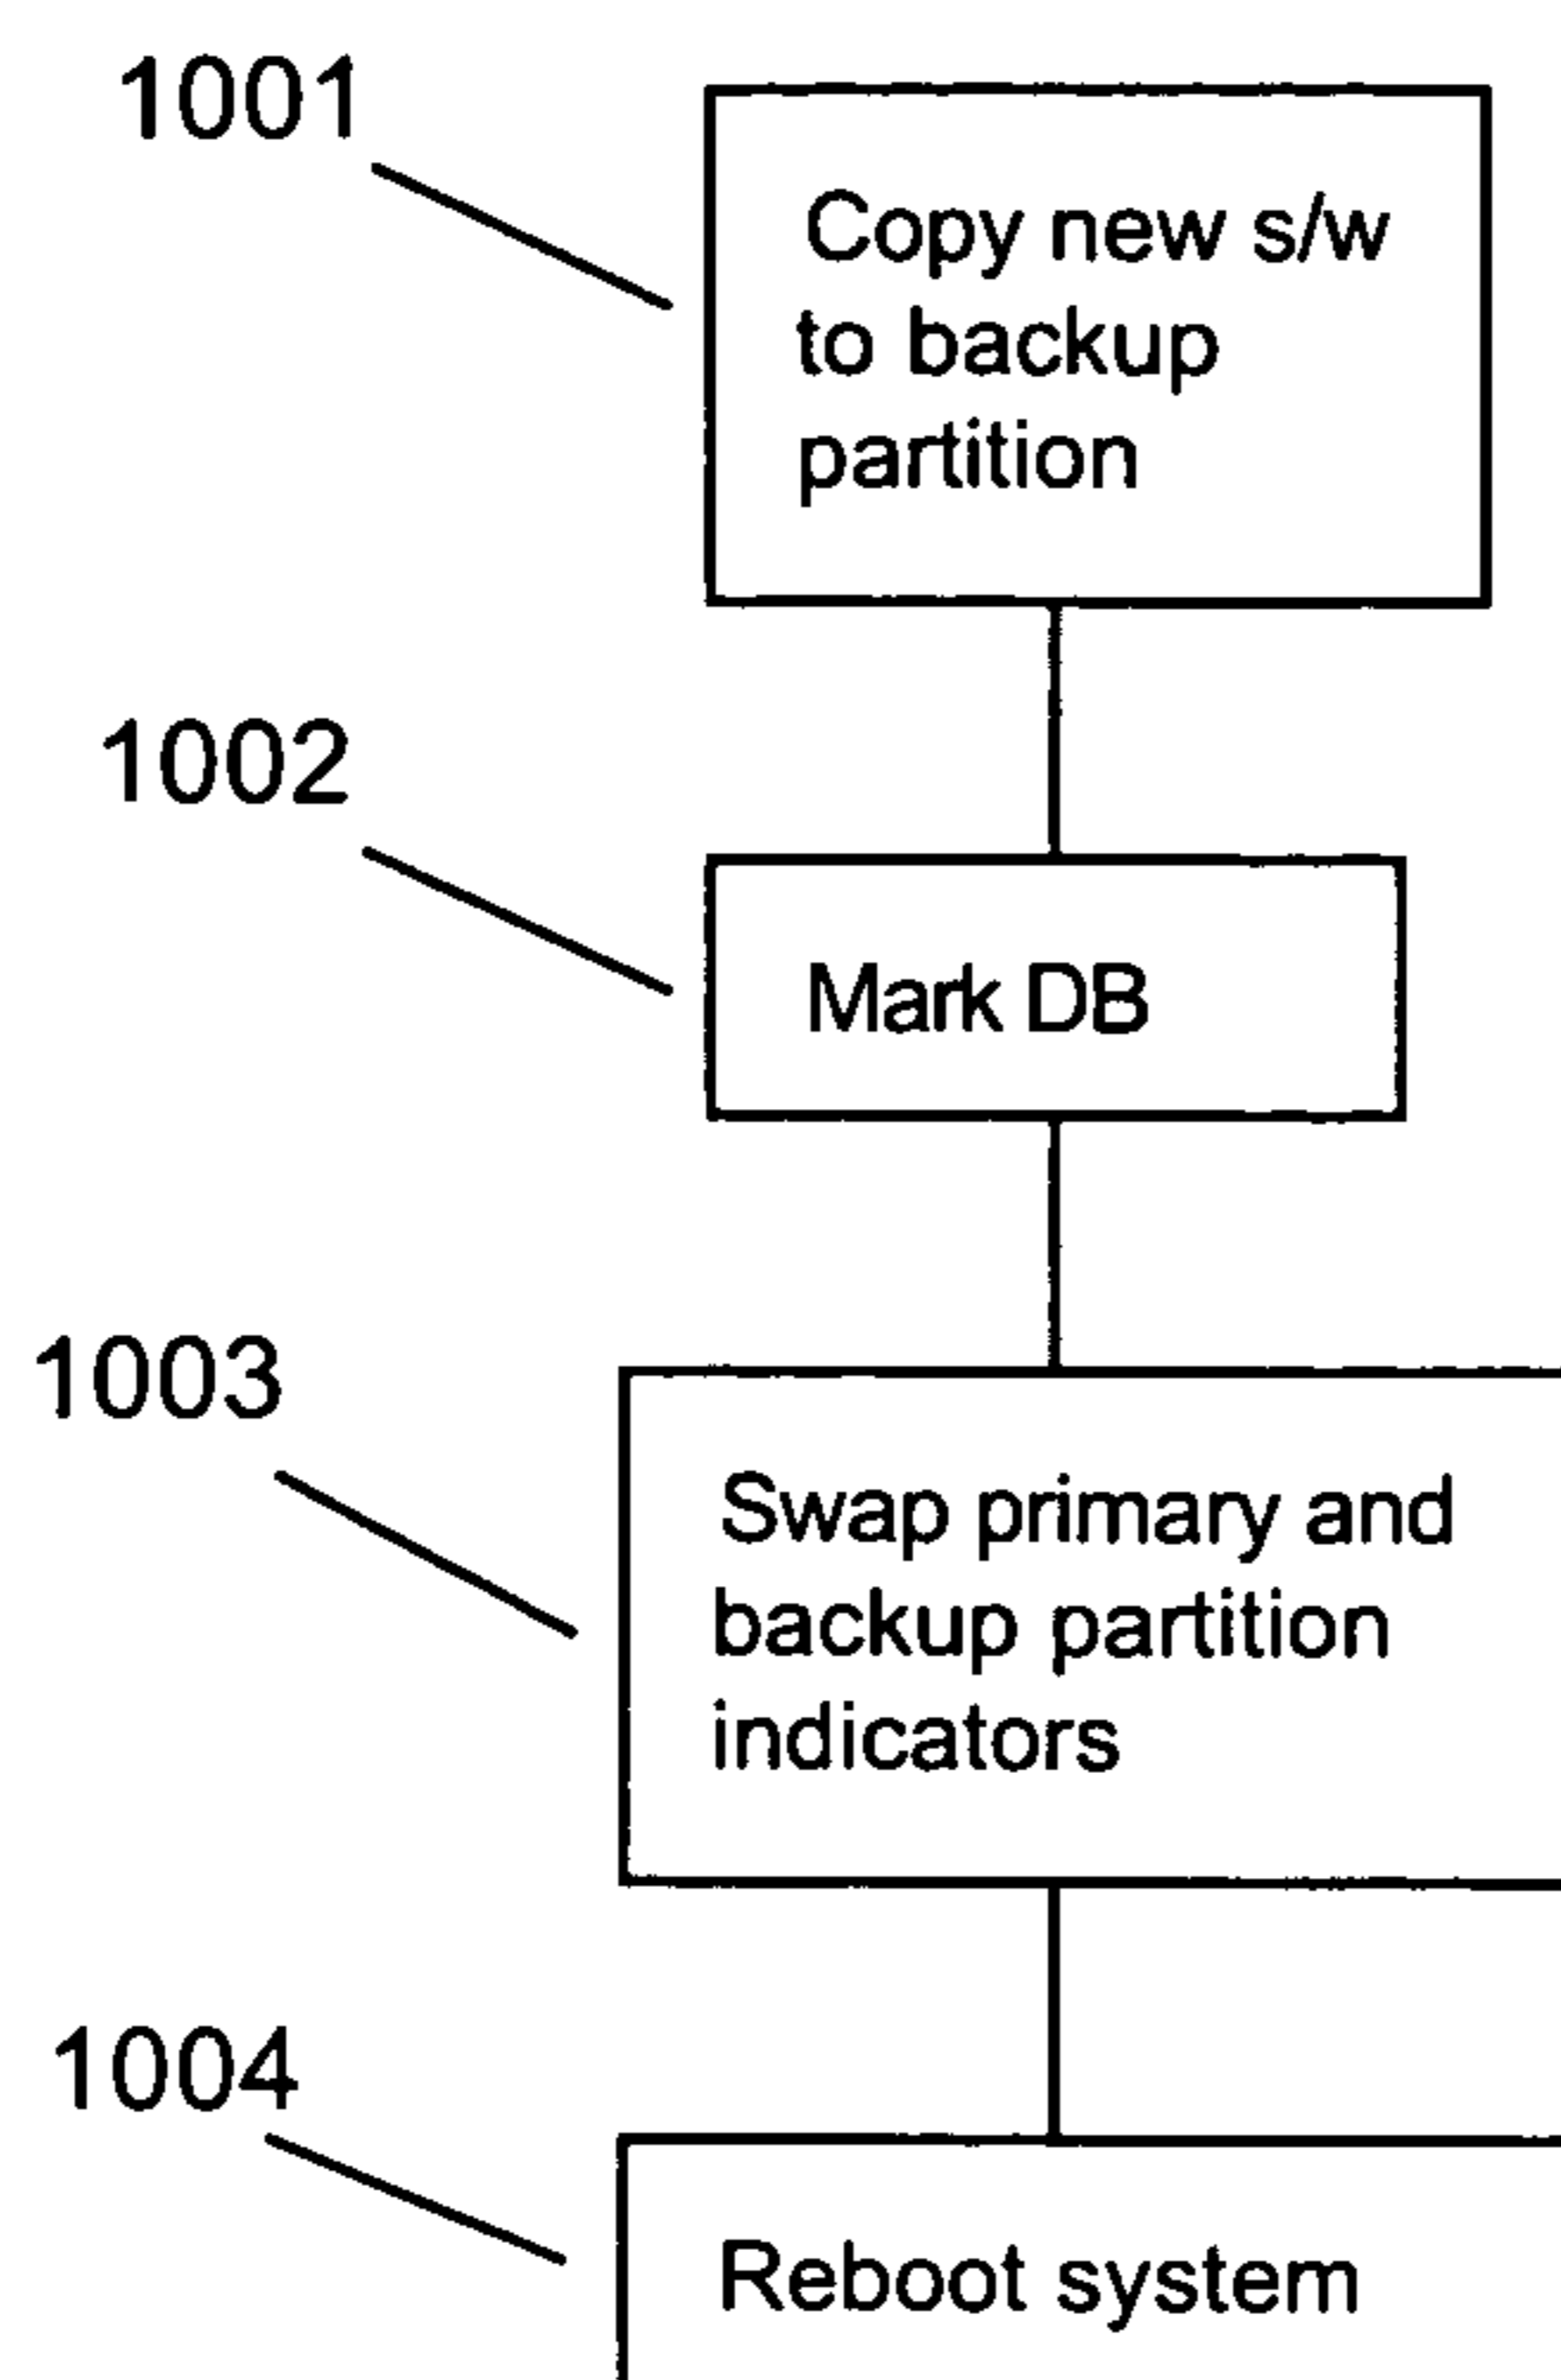 1001
Copy new s/w
to backup
partition
1002
Mark DB
1003
Swap primary and
backup partition
indicators
1004
Reboot system